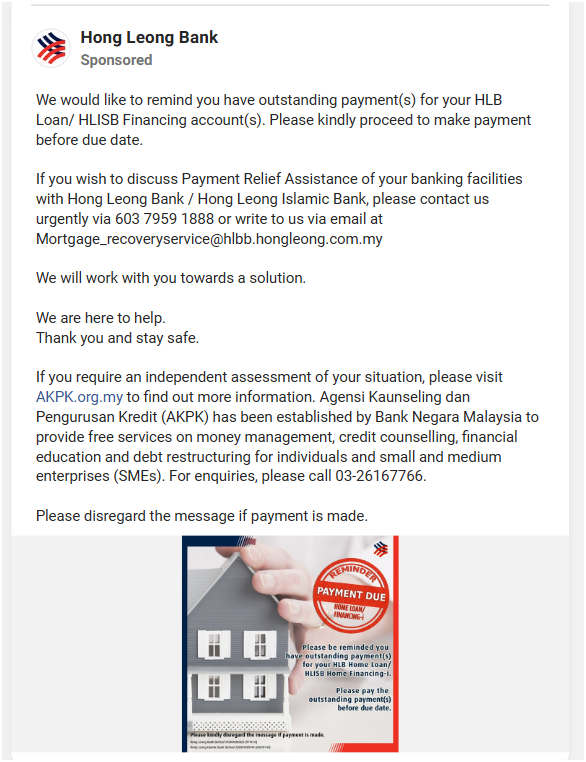 Hong Leong Bank
Sponsored
We would like to remind you have outstanding payment(s) for your HLB
Loan/ HLISB Financing account(s). Please kindly proceed to make payment
before due date.
If you wish to discuss Payment Relief Assistance of your banking facilities
with Hong Leong Bank / Hong Leong Islamic Bank, please contact us
urgently via 603 7959 1888 or write to us via email at
Mortgage_recoveryservice@hlbb.hongleong.com.my
We will work with you towards a solution.
We are here to help.
Thank you and stay safe.
If you require an independent assessment of your situation, please visit
AKPK.org.my to find out more information. Agensi Kaunseling dan
Pengurusan Kredit (AKPK) has been established by Bank Negara Malaysia to
provide free services on money management, credit counselling, financial
education and debt restructuring for individuals and small and medium
enterprises (SMEs). For enquiries, please call 03-26167766.
Please disregard the message if payment is made.
REMINDER
PAYMENT DUE
HOME LOAN/
FINANCING-i
Please be reminded you
have outstanding payment(s)
for your HLB Home Loan/
HLISB Home Financing-i.
Please pay the
outstanding payment(s)
before due date.
Please kindly disregard the message if payment is made.